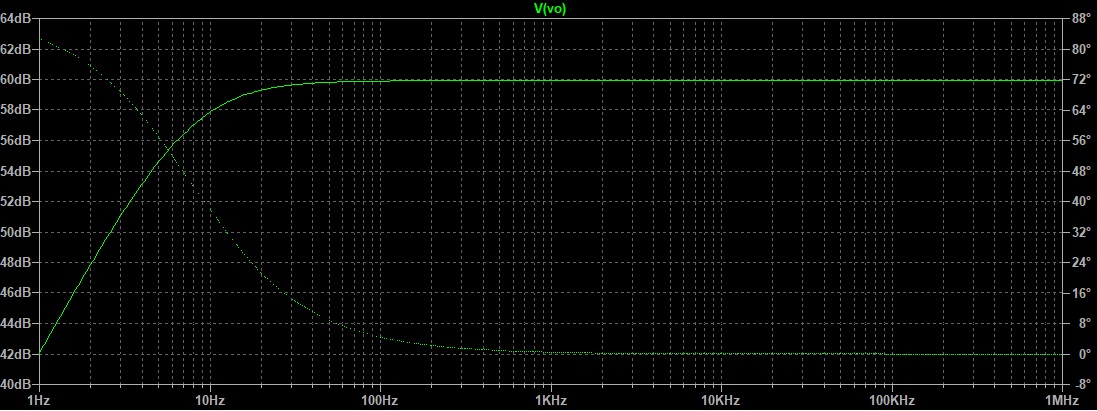 V(vo)
64dB 88°
62dB 80°
60dB 72°
58dB 64°
56dB 56°
54dB 48°
52dB 40°
50dB 32°
48dB 24°
46dB 16°
44dB 8°
42dB 0°
40dB -8°
1Hz 10Hz 100Hz 1KHz 10KHz 100KHz 1MHz